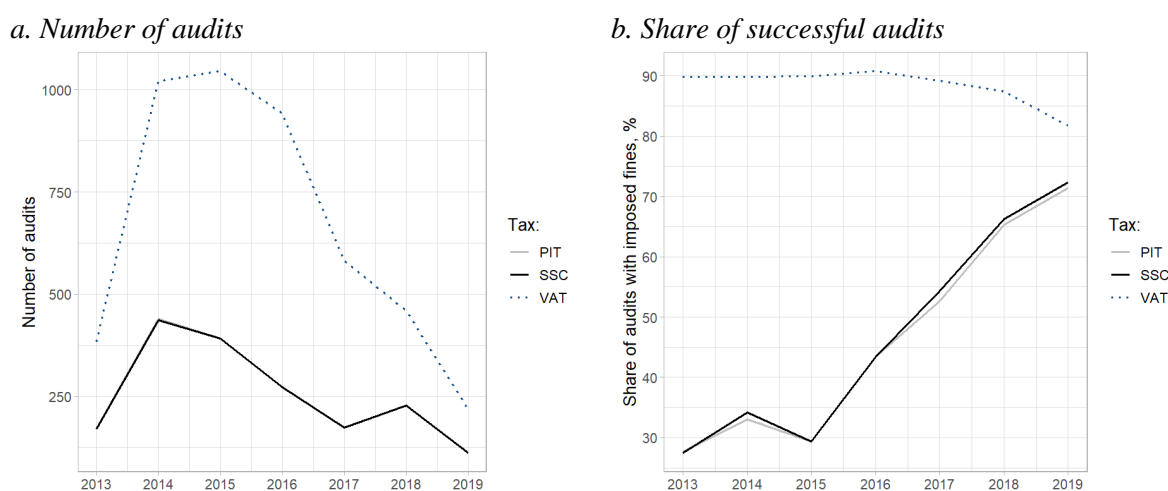 a. Number of audits
Number of audits
1000
750
500
250
2013 2014 2015 2016 2017 2018 2019
Tax:
PIT
SSC
VAT
b. Share of successful audits
Share of audits with imposed fines, %
90
80
70
60
50
40
30
2013 2014 2015 2016 2017 2018 2019
Tax:
PIT
SSC
VAT